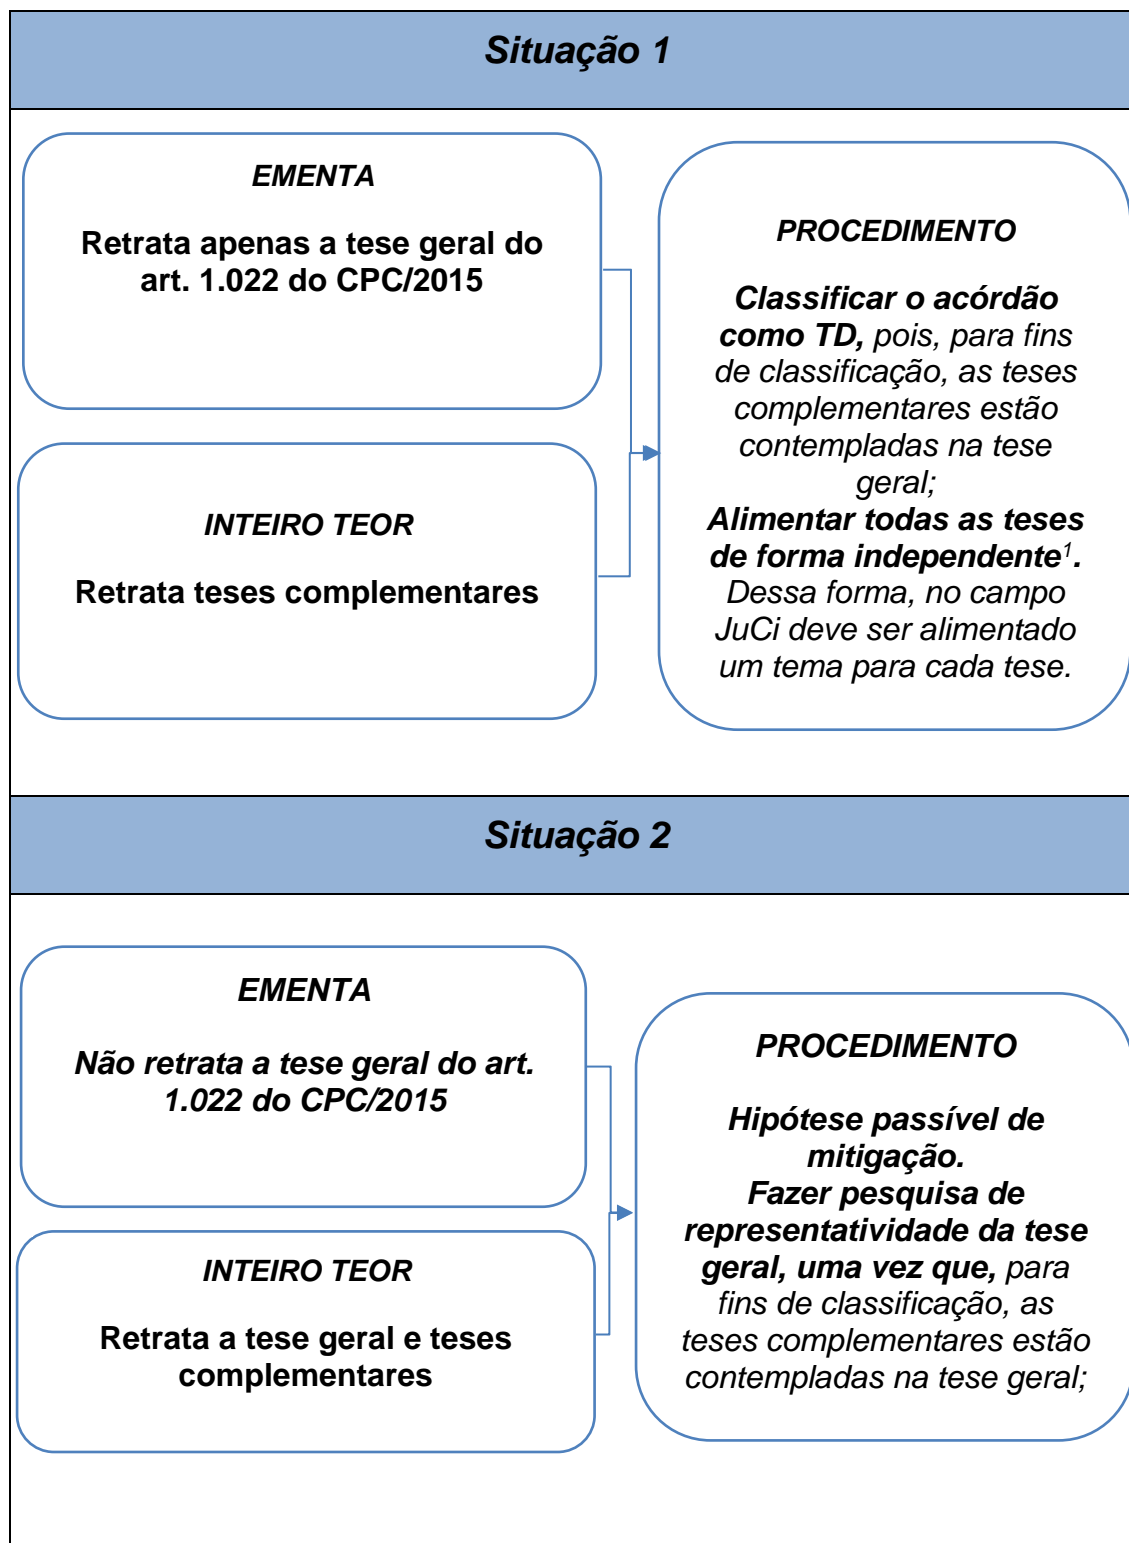 Situação 1
EMENTA
Retrata apenas a tese geral do
art. 1.022 do CPC/2015
INTEIRO TEOR
Retrata teses complementares
PROCEDIMENTO
Classificar o acórdão
como TD, pois, para fins
de classificação, as teses
complementares estão
contempladas na tese
geral;
Alimentar todas as teses
de forma independente¹.
Dessa forma, no campo
JuCi deve ser alimentado
um tema para cada tese.
Situação 2
EMENTA
Não retrata a tese geral do art.
1.022 do CPC/2015
INTEIRO TEOR
Retrata a tese geral e teses
complementares
PROCEDIMENTO
Hipótese passível de
mitigação.
Fazer pesquisa de
representatividade da tese
geral, uma vez que, para
fins de classificação, as
teses complementares estão
contempladas na tese geral;